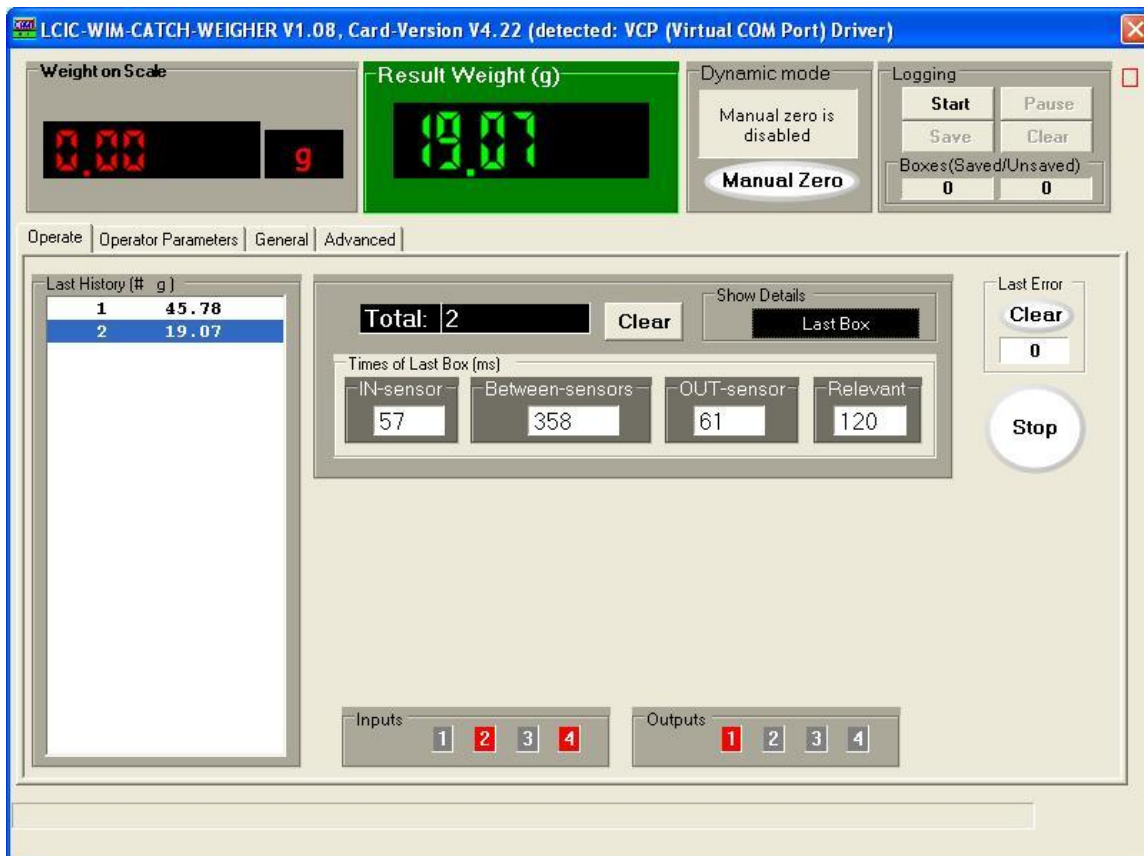 LCIC-WIM-CATCH-WEIGHER V1.08, Card-Version V4.22 (detected: VCP (Virtual COM Port) Driver)
Weight on Scale
0.00 g
Result Weight (g)
19.07
Dynamic mode
Manual zero is
disabled
Manual Zero
Logging
Start Pause
Save Clear
Boxes(Saved/Unsaved)
0 0
Operate Operator Parameters General Advanced
Last History (# g )
1 45.78
2 19.07
Total: 2
Clear
Show Details
Last Box
Times of Last Box (ms)
IN-sensor Between-sensors OUT-sensor Relevant
57 358 61 120
Last Error
Clear
0
Stop
Inputs 1 2 3 4
Outputs 1 2 3 4